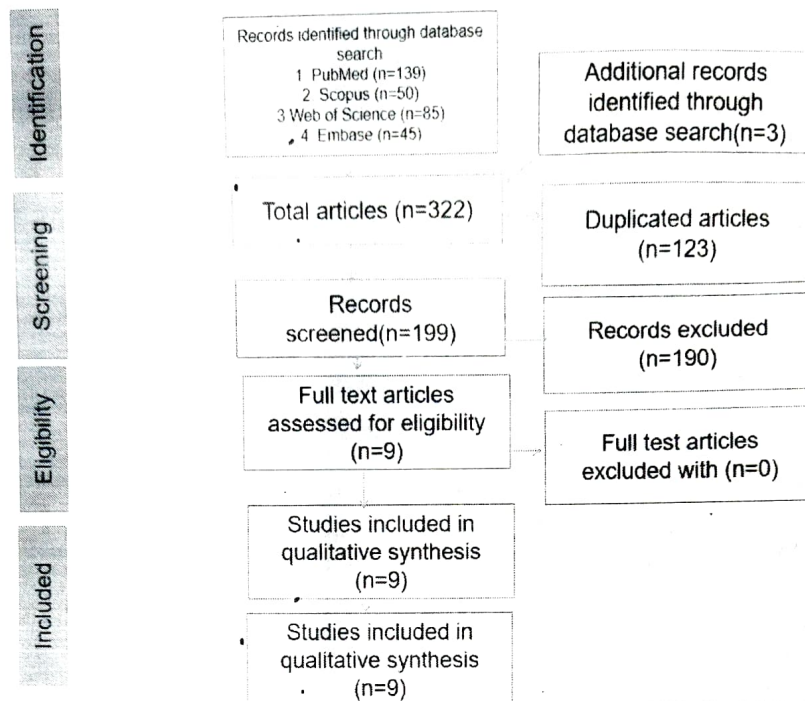 Identification
Records identified through database
search
1 PubMed (n=139)
2 Scopus (n=50)
3 Web of Science (n=85)
4 Embase (n=45)
Additional records
identified through
database search(n=3)
Screening
Total articles (n=322)
Duplicated articles
(n=123)
Records
screened(n=199)
Records excluded
(n=190)
Eligibility
Full text articles
assessed for eligibility
(n=9)
Full test articles
excluded with (n=0)
Included
Studies included in
qualitative synthesis
(n=9)
Studies included in
qualitative synthesis
(n=9)